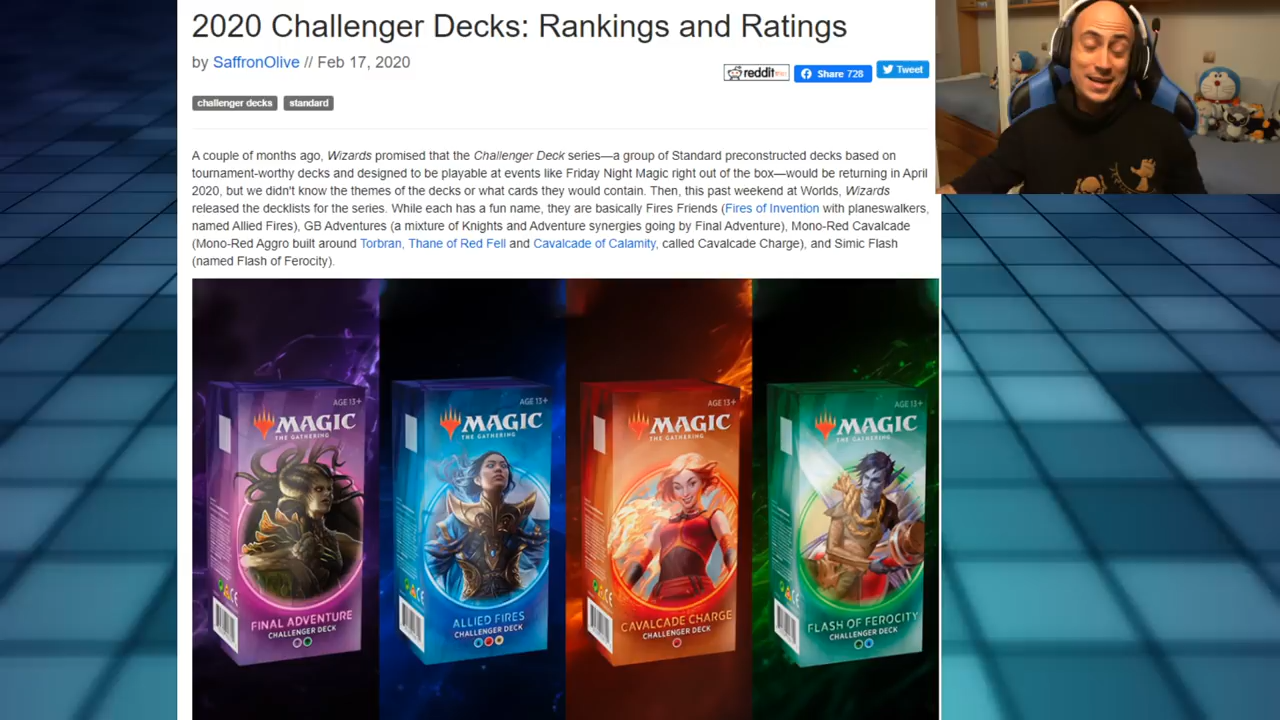 2020 Challenger Decks: Rankings and Ratings
by SaffronOlive // Feb 17, 2020
reddit
Share 728
Tweet
challenger decks
standard
A couple of months ago, Wizards promised that the Challenger Deck series—a group of Standard preconstructed decks based on
tournament-worthy decks and designed to be playable at events like Friday Night Magic right out of the box—would be returning in April
2020, but we didn't know the themes of the decks or what cards they would contain. Then, this past weekend at Worlds, Wizards
released the decklists for the series. While each has a fun name, they are basically Fires Friends (Fires of Invention with planeswalkers,
named Allied Fires), GB Adventures (a mixture of Knights and Adventure synergies going by Final Adventure), Mono-Red Cavalcade
(Mono-Red Aggro built around Torbran, Thane of Red Fell and Cavalcade of Calamity, called Cavalcade Charge), and Simic Flash
(named Flash of Ferocity).
AGE 13+
MAGIC
THE GATHERING
FINAL ADVENTURE
CHALLENGER DECK
AGE 13+
MAGIC
THE GATHERING
ALLIED FIRES
CHALLENGER DECK
AGE 13+
MAGIC
THE GATHERING
CAVALCADE CHARGE
CHALLENGER DECK
AGE 13+
MAGIC
THE GATHERING
FLASH OF FEROCITY
CHALLENGER DECK